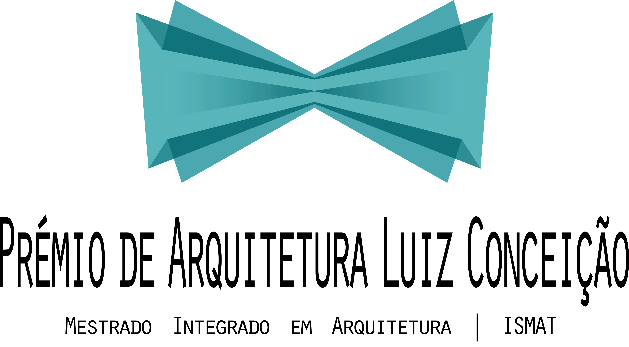 Prémio de Arquitetura Luiz Conceição
Mestrado Integrado em Arquitetura | ISMAT